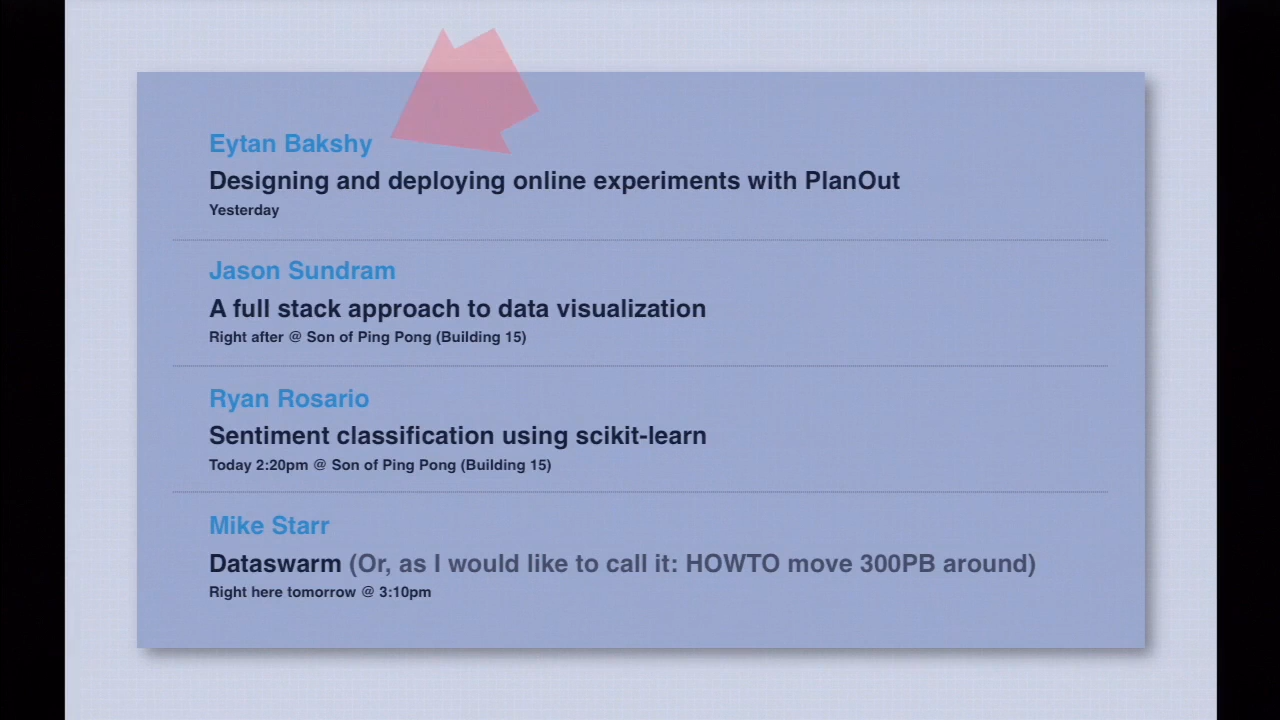 Eytan Bakshy
Designing and deploying online experiments with PlanOut
Yesterday
Jason Sundram
A full stack approach to data visualization
Right after @ Son of Ping Pong (Building 15)
Ryan Rosario
Sentiment classification using scikit-learn
Today 2:20pm @ Son of Ping Pong (Building 15)
Mike Starr
Dataswarm (Or, as I would like to call it: HOWTO move 300PB around)
Right here tomorrow @ 3:10pm